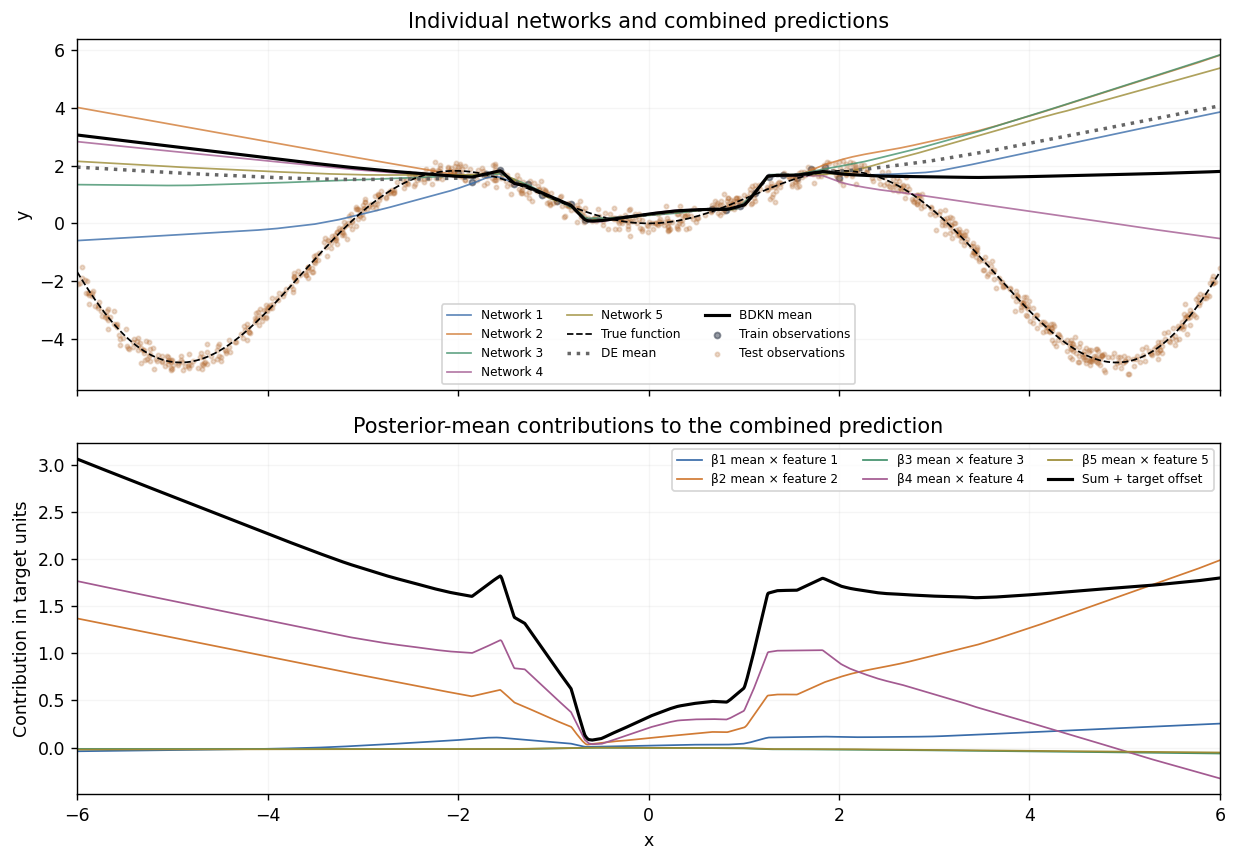 Individual networks and combined predictions
6
4
2
0
−2
−4
y
Network 1
Network 2
Network 3
Network 4
Network 5
True function
DE mean
BDKN mean
Train observations
Test observations
Posterior-mean contributions to the combined prediction
3.0
2.5
2.0
1.5
1.0
0.5
0.0
Contribution in target units
β1 mean × feature 1
β2 mean × feature 2
β3 mean × feature 3
β4 mean × feature 4
β5 mean × feature 5
Sum + target offset
−6 −4 −2 0 2 4 6
x